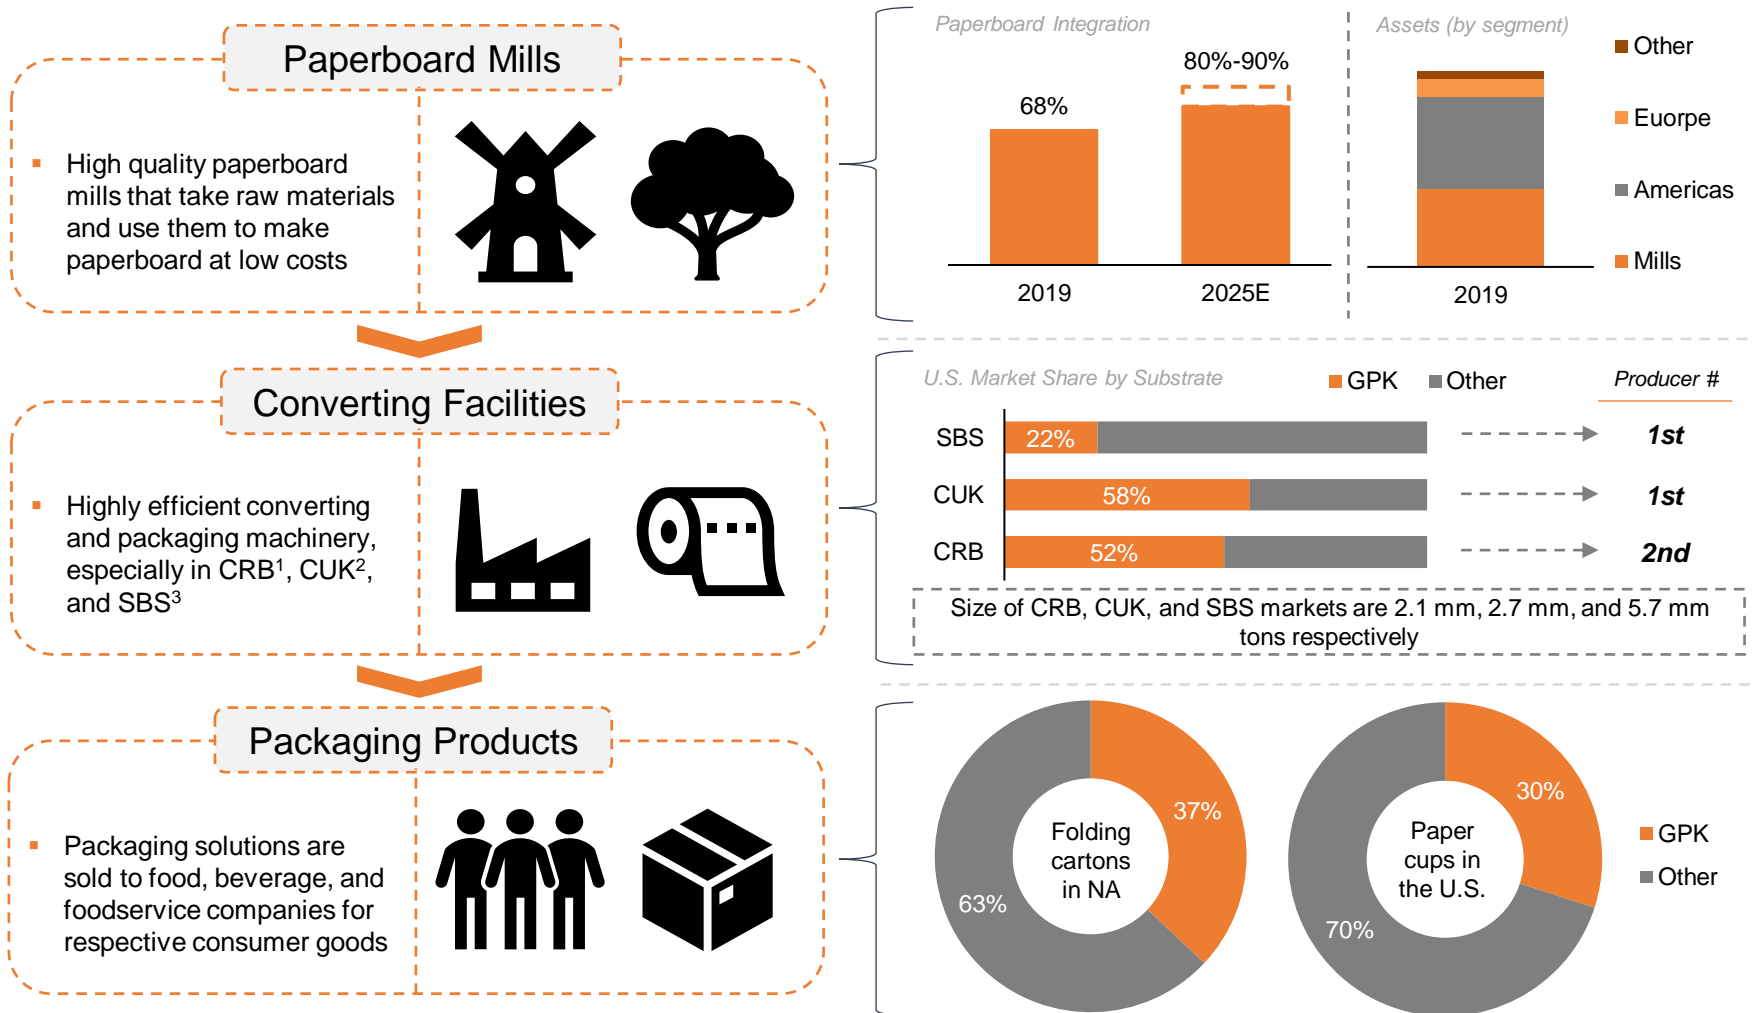 Paperboard Mills
▪ High quality paperboard
mills that take raw materials
and use them to make
paperboard at low costs
Paperboard Integration
68%
80%-90%
2019
2025E
Assets (by segment)
Other
Euorpe
Americas
Mills
2019
Converting Facilities
▪ Highly efficient converting
and packaging machinery,
especially in CRB¹, CUK²,
and SBS³
U.S. Market Share by Substrate
GPK
Other
Producer #
SBS 22% 1st
CUK 58% 1st
CRB 52% 2nd
Size of CRB, CUK, and SBS markets are 2.1 mm, 2.7 mm, and 5.7 mm
tons respectively
Packaging Products
▪ Packaging solutions are
sold to food, beverage, and
foodservice companies for
respective consumer goods
37%
63%
Folding
cartons
in NA
30%
70%
Paper
cups in
the U.S.
GPK
Other